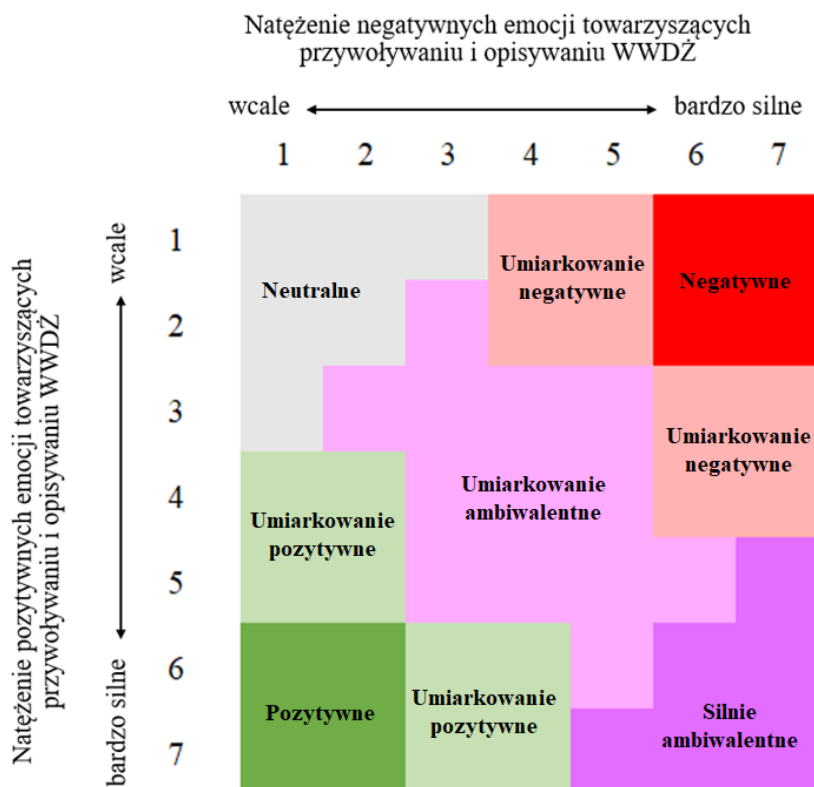 Natężenie negatywnych emocji towarzyszących
przywoływaniu i opisywaniu WWDŻ
wcale
bardzo silne
1 2 3 4 5 6 7
Natężenie pozytywnych emocji towarzyszących
przywoływaniu i opisywaniu WWDŻ
wcale
bardzo silne
1
2
3
4
5
6
7
Neutralne
Umiarkowanie
negatywne
Negatywne
Umiarkowanie
negatywne
Umiarkowanie
ambiwalentne
Umiarkowanie
pozytywne
Pozytywne
Umiarkowanie
pozytywne
Silnie
ambiwalentne